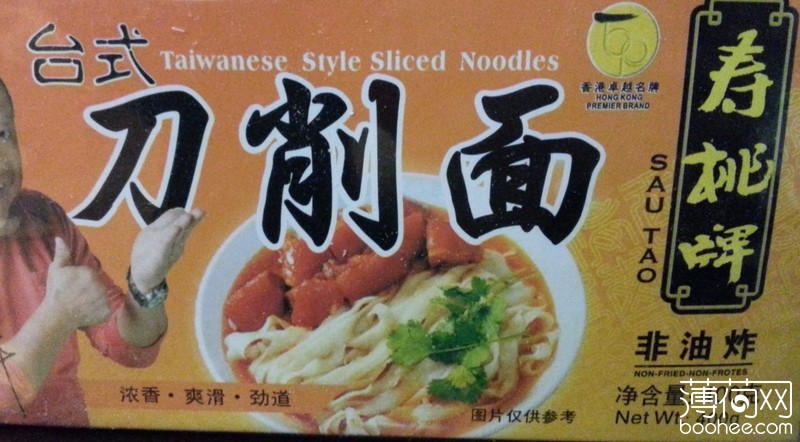 台式
Taiwanese Style Sliced Noodles
刀削面
香港卓越名牌
HONG KONG
PREMIER BRAND
寿桃牌
SAU TAO
非油炸
NON-FRIED-NON-FROTES
浓香·爽滑·劲道
图片仅供参考
净含量
Net Wt
薄荷网
boohee.com